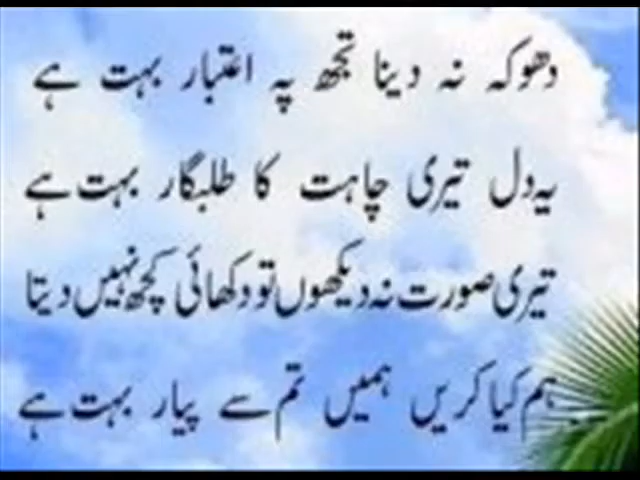 دھوکہ نہ دینا تجھ پہ اعتبار بہت ہے
یہ دل تیری چاہت کا طلبگار بہت ہے
تیری صورت نہ دیکھوں تو دکھائی کچھ نہیں دیتا
ہم کیا کریں ہمیں تم سے پیار بہت ہے